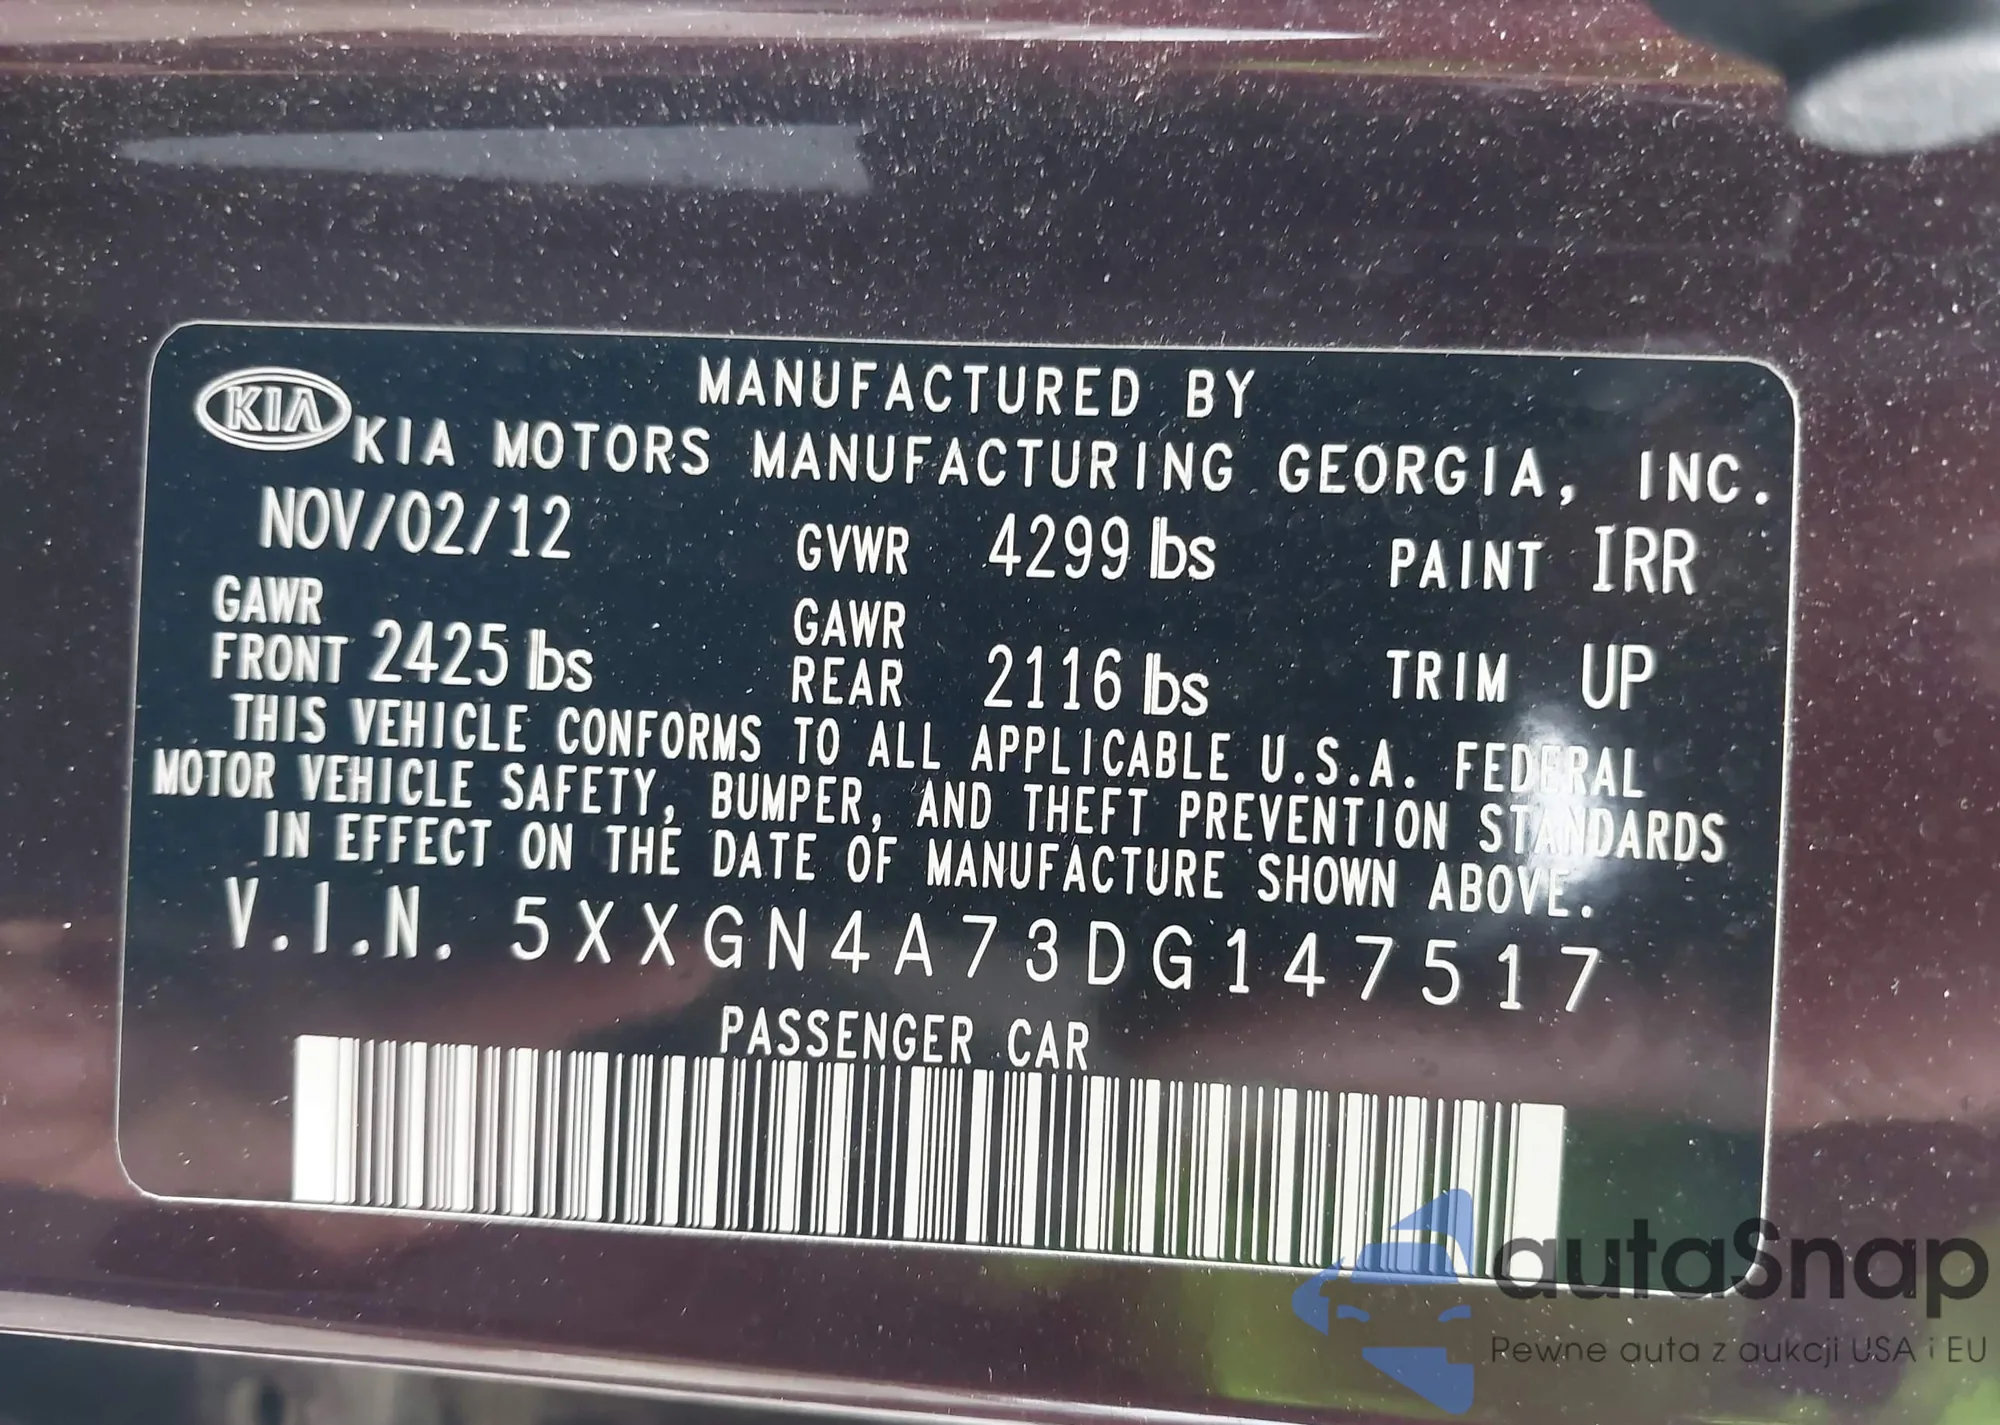 MANUFACTURED BY
KIA KIA MOTORS MANUFACTURING GEORGIA, INC.
NOV/02/12 GVWR 4299 lbs PAINT IRR
GAWR FRONT 2425 lbs GAWR REAR 2116 lbs TRIM UP
THIS VEHICLE CONFORMS TO ALL APPLICABLE U.S.A. FEDERAL
MOTOR VEHICLE SAFETY, BUMPER, AND THEFT PREVENTION STANDARDS
IN EFFECT ON THE DATE OF MANUFACTURE SHOWN ABOVE.
V.I.N. 5XXGN4A73DG147517
PASSENGER CAR
autaSnap
Pewne auta z aukcji USA i EU